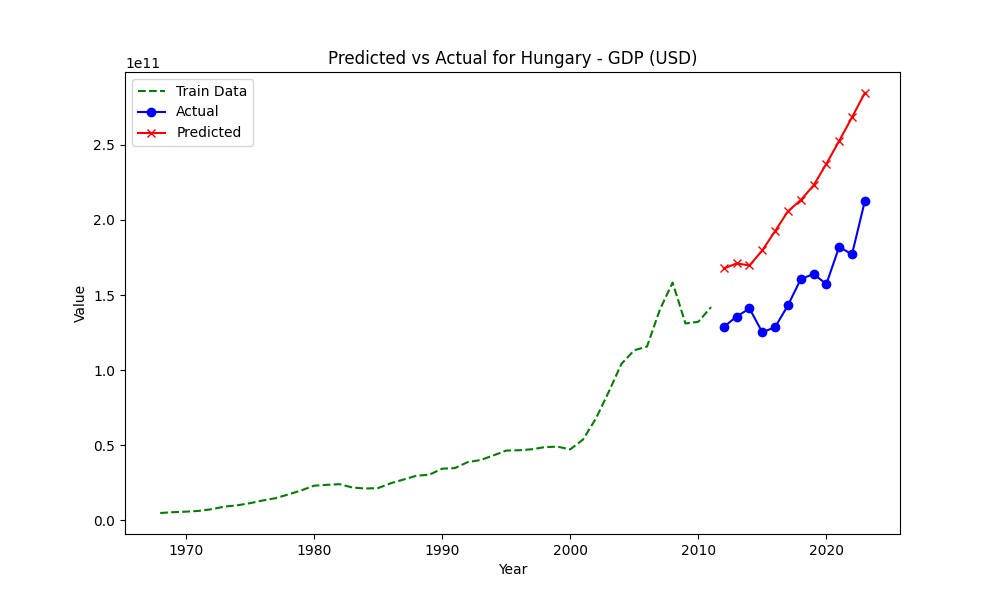 Predicted vs Actual for Hungary - GDP (USD)
1e11
Train Data
Actual
Predicted
2.5
2.0
1.5
1.0
0.5
0.0
Value
1970 1980 1990 2000 2010 2020
Year